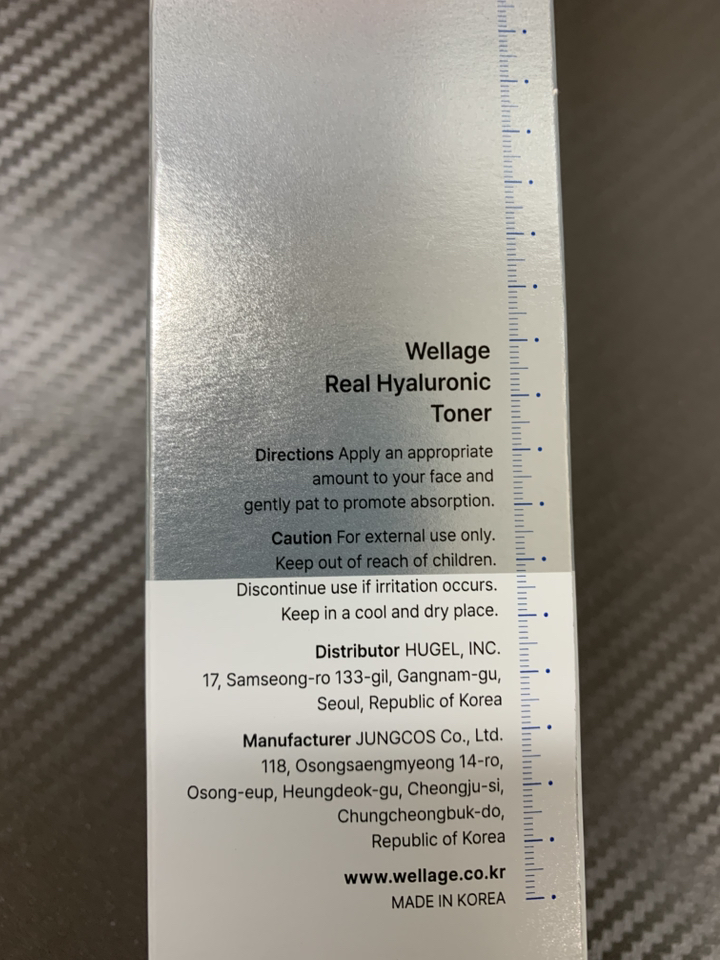 Wellage
Real Hyaluronic
Toner
Directions Apply an appropriate
amount to your face and
gently pat to promote absorption.
Caution For external use only.
Keep out of reach of children.
Discontinue use if irritation occurs.
Keep in a cool and dry place.
Distributor HUGEL, INC.
17, Samseong-ro 133-gil, Gangnam-gu,
Seoul, Republic of Korea
Manufacturer JUNGCOS Co., Ltd.
118, Osongsaengmyeong 14-ro,
Osong-eup, Heungdeok-gu, Cheongju-si,
Chungcheongbuk-do,
Republic of Korea
www.wellage.co.kr
MADE IN KOREA